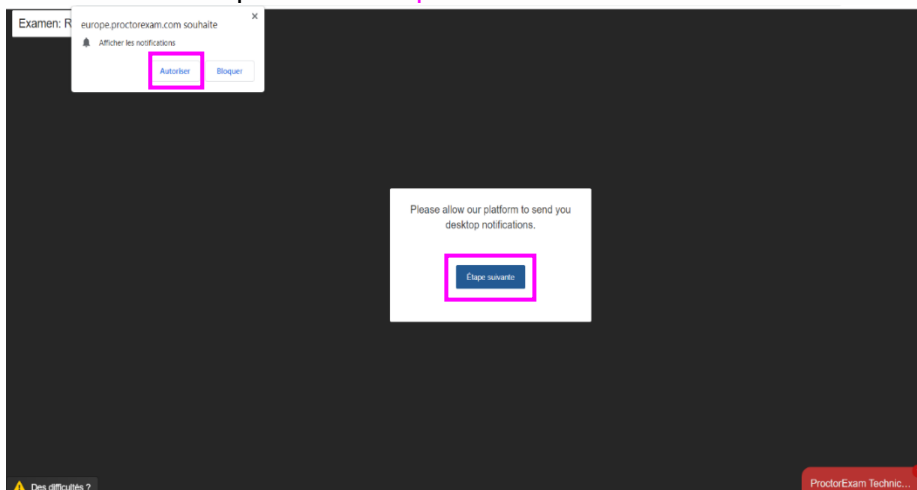 Examen: R
europe.proctorexam.com souhaite
×
Afficher les notifications
Autoriser
Bloquer
Please allow our platform to send you
desktop notifications.
Étape suivante
Des difficultés ?
ProctorExam Technic...